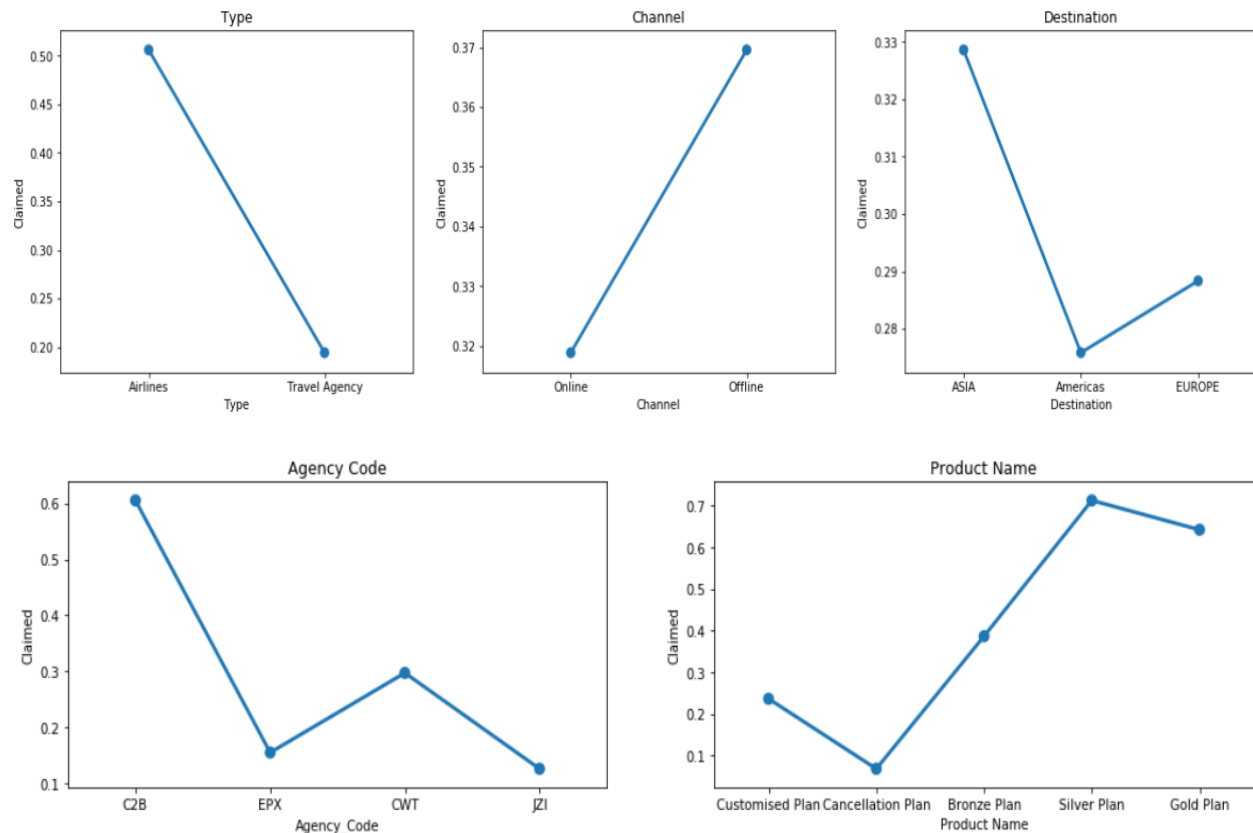 Type
Channel
Destination
0.50
0.45
0.40
0.35
0.30
0.25
0.20
Claimed
Airlines
Travel Agency
Type
0.37
0.36
0.35
0.34
0.33
0.32
Claimed
Online
Offline
Channel
0.33
0.32
0.31
0.30
0.29
0.28
Claimed
ASIA
Americas
EUROPE
Destination
Agency Code
0.6
0.5
0.4
0.3
0.2
0.1
Claimed
C2B
EPX
CWT
JZI
Agency_Code
Product Name
0.7
0.6
0.5
0.4
0.3
0.2
0.1
Claimed
Customised Plan
Cancellation Plan
Bronze Plan
Silver Plan
Gold Plan
Product Name